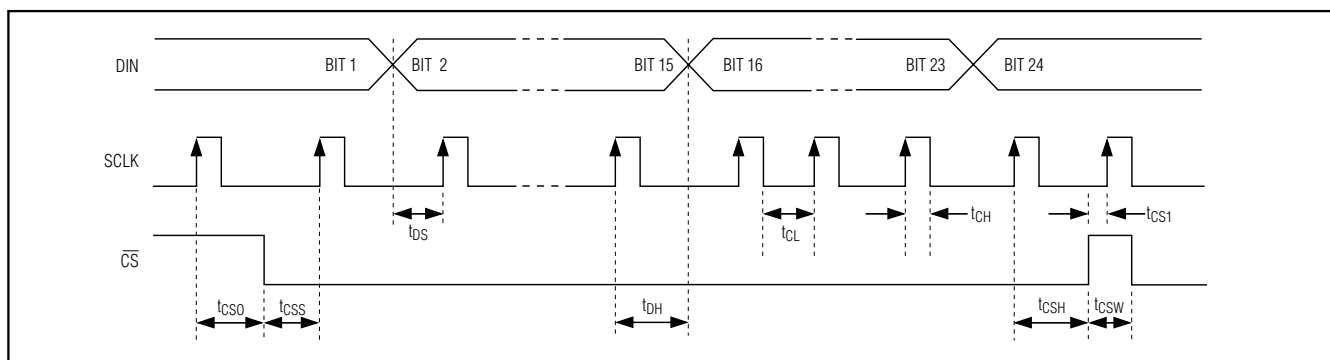 DIN BIT 1 BIT 2 BIT 15 BIT 16 BIT 23 BIT 24
SCLK
tDS tCL tCH tCS1
CS
tCSO tCSS tDH tCSH tCSW